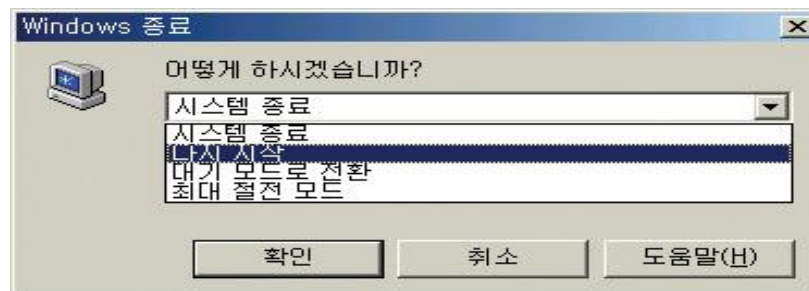 Windows 종료
어떻게 하시겠습니까?
시스템 종료
시스템 종료
다시 시작
대기 모드로 전환
최대 절전 모드
확인 취소 도움말(H)